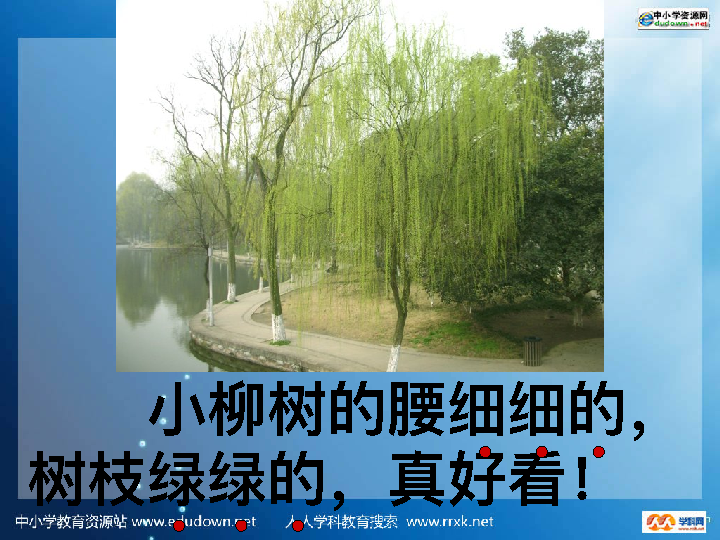 中小学资源网
edudown.net
小柳树的腰细细的，
树枝绿绿的，真好看！
中小学教育资源站 www.edudown.net 人人学科教育搜索 www.rrxk.net
学科网